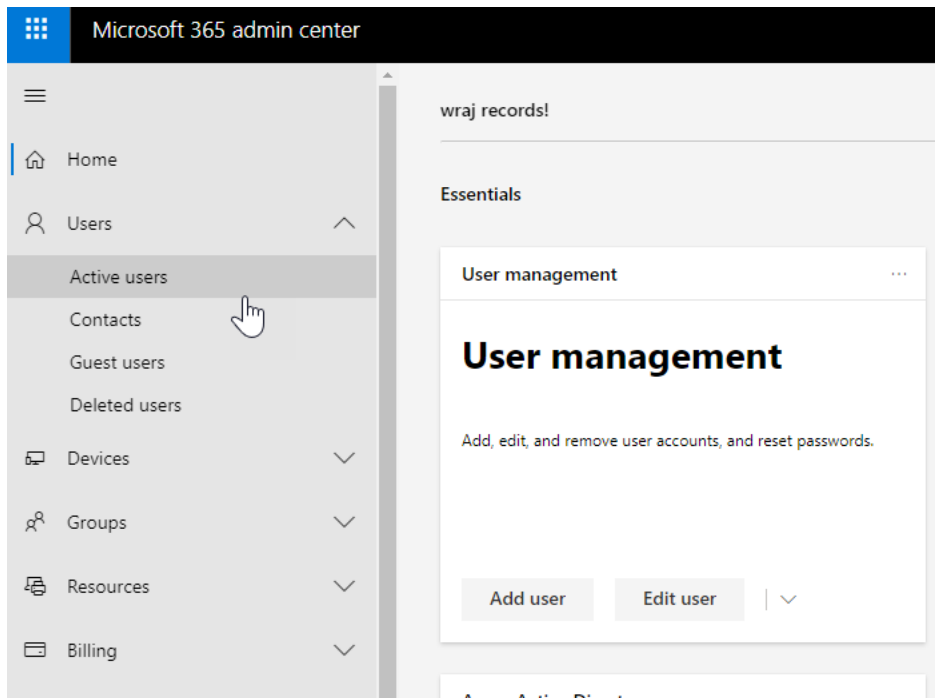 Microsoft 365 admin center
Home
Users
Active users
Contacts
Guest users
Deleted users
Devices
Groups
Resources
Billing
wraj records!
Essentials
User management
User management
Add, edit, and remove user accounts, and reset passwords.
Add user
Edit user